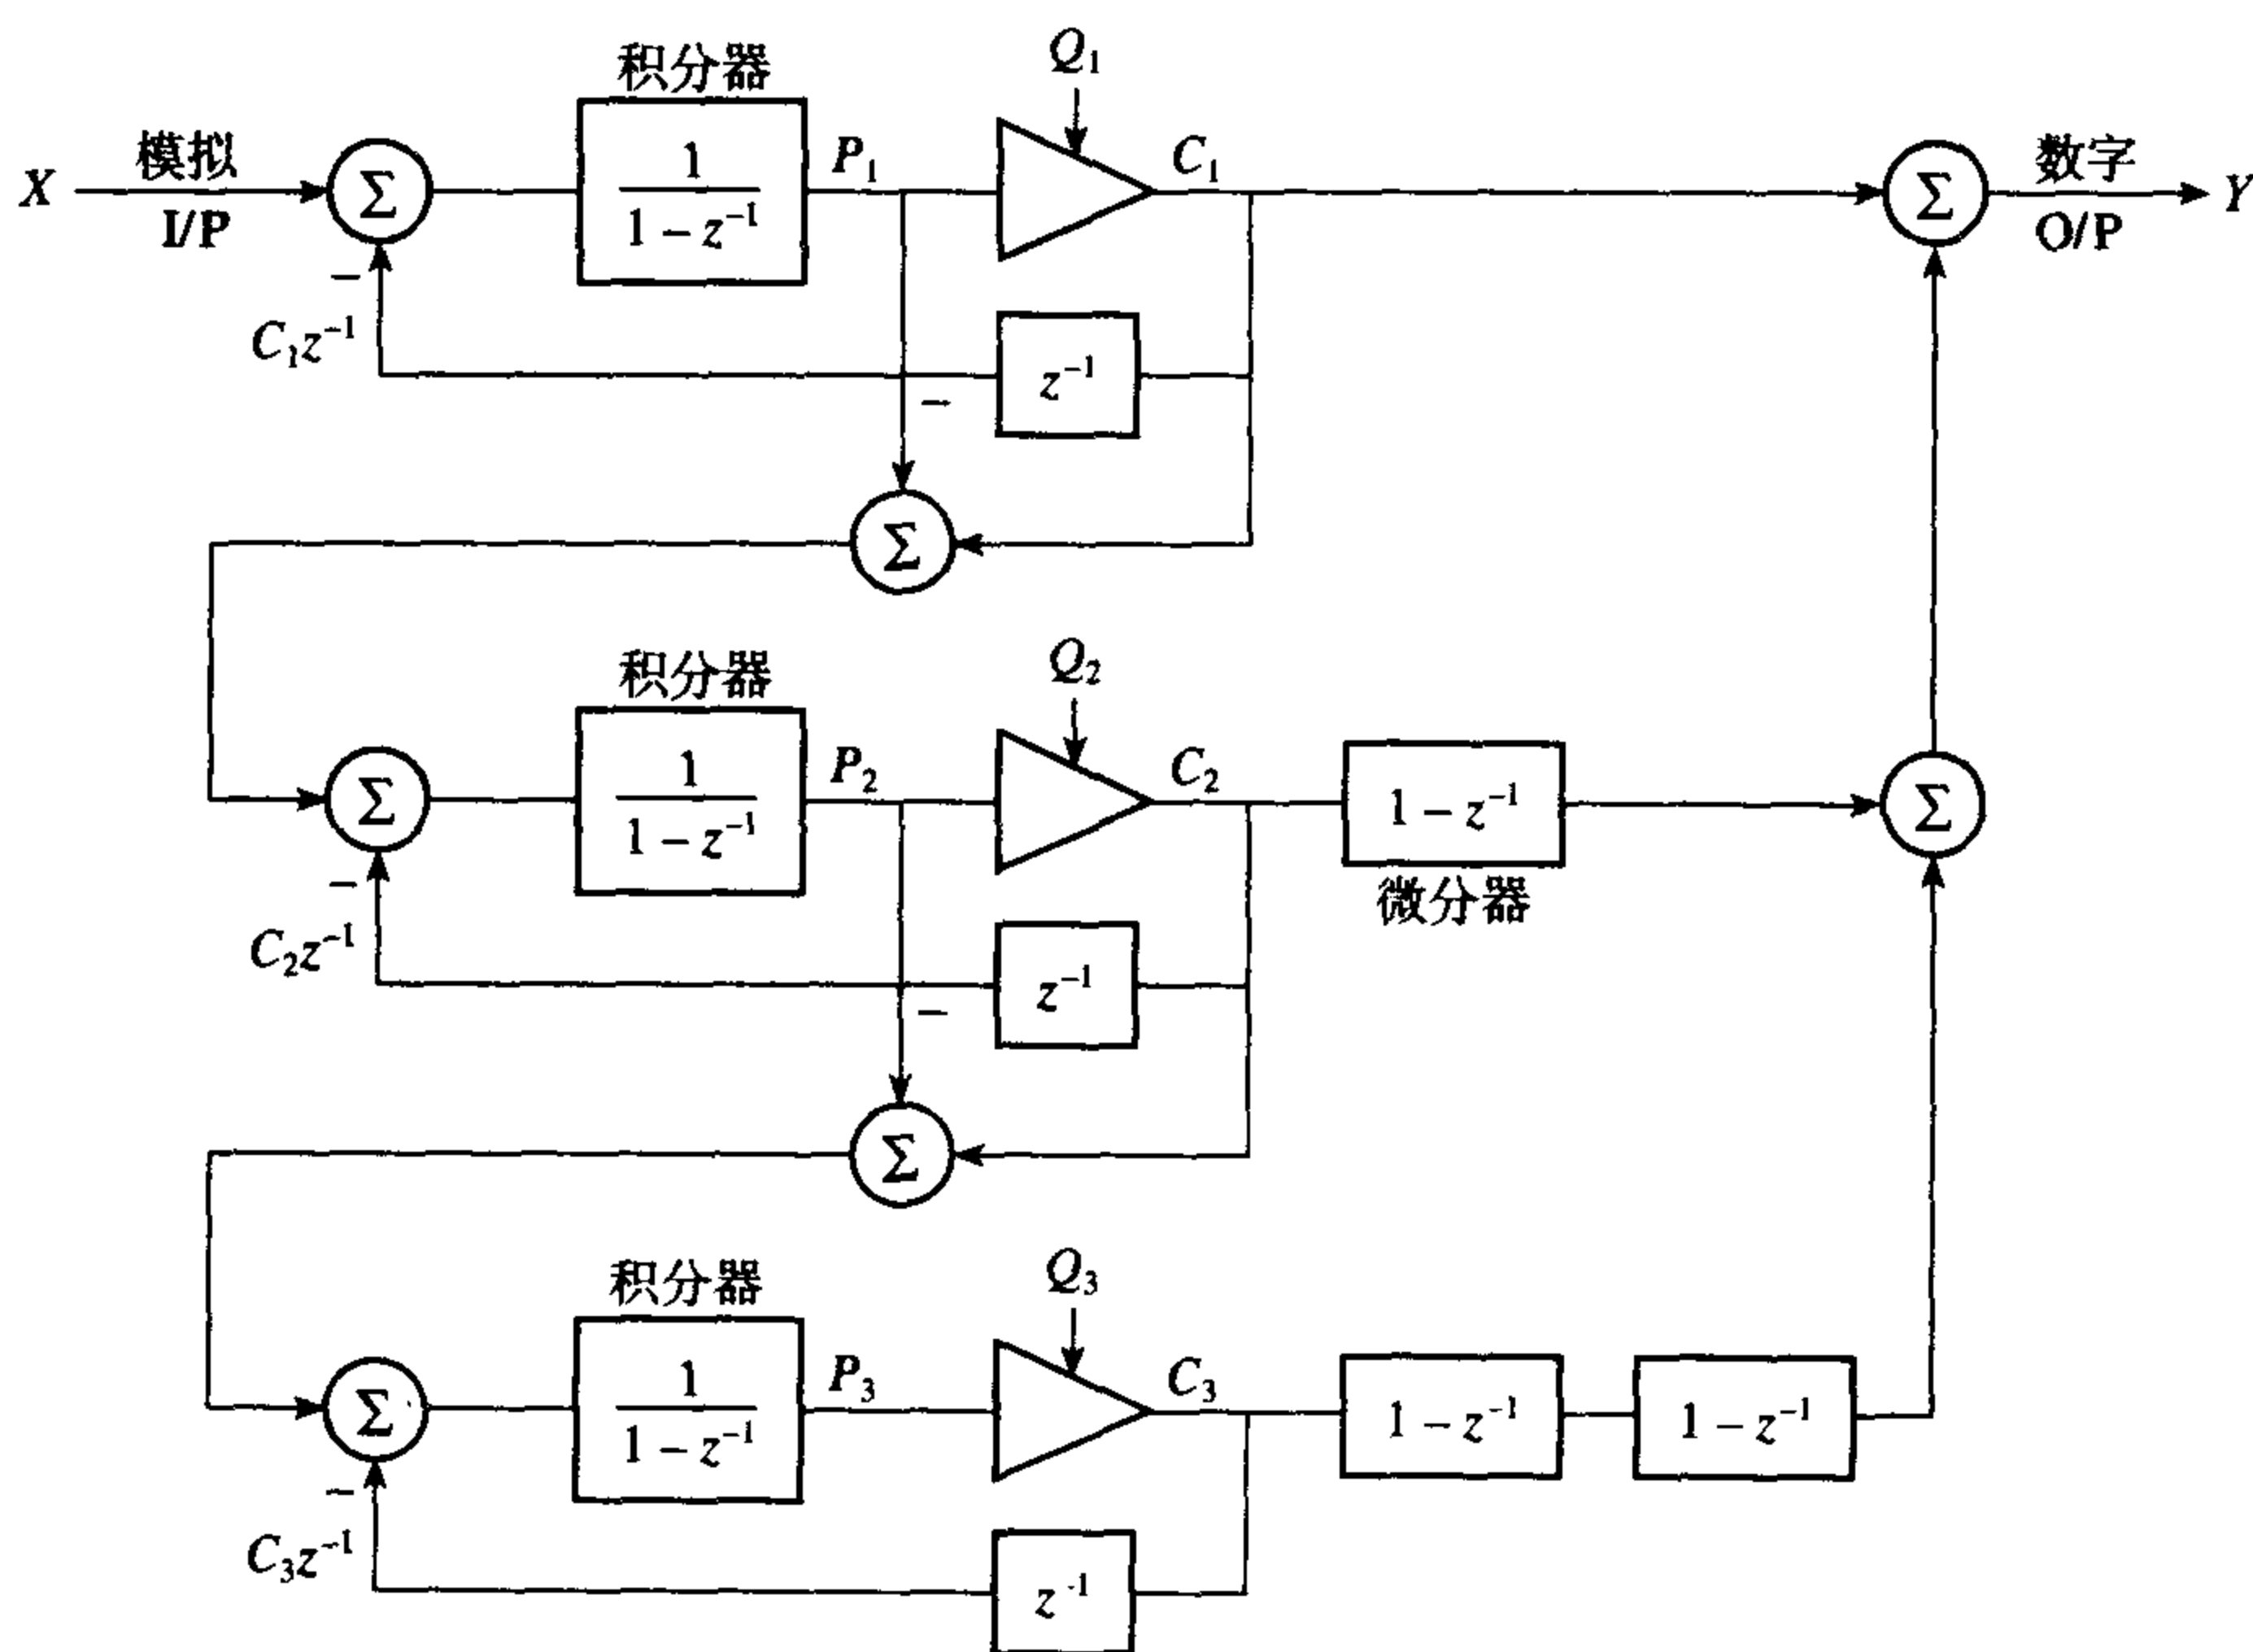 积分器
Q₁
X
模拟
I/P
Σ
1
1 − z⁻¹
P₁
C₁
Σ
数字
O/P
Y
−
C₁z⁻¹
z⁻¹
−
Σ
积分器
Q₂
Σ
1
1 − z⁻¹
P₂
C₂
1 − z⁻¹
微分器
Σ
−
C₂z⁻¹
z⁻¹
−
Σ
积分器
Q₃
Σ
1
1 − z⁻¹
P₃
C₃
1 − z⁻¹
1 − z⁻¹
−
C₃z⁻¹
z⁻¹